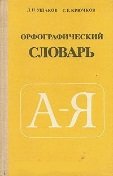 Д.Н.УШАКОВ С.Е.КРЮЧКОВ
ОРФОГРАФИЧЕСКИЙ
СЛОВАРЬ
А-Я